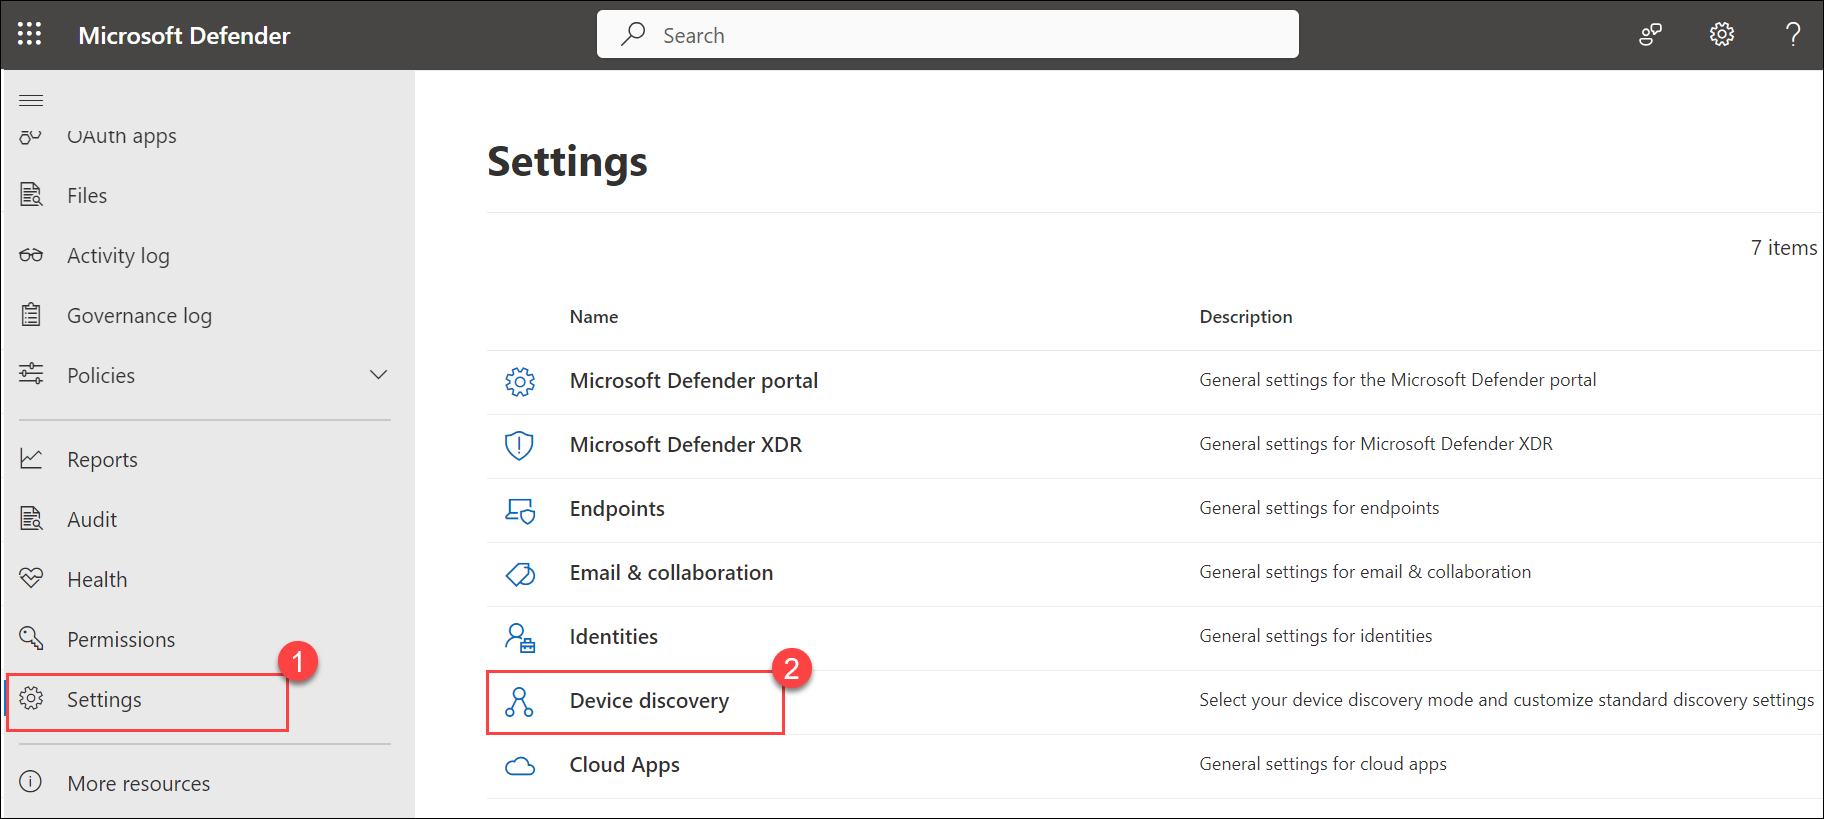 Microsoft Defender
Search
?
OAuth apps
Files
Activity log
Governance log
Policies
Reports
Audit
Health
Permissions
1
Settings
More resources
Settings
7 items
Name Description
Microsoft Defender portal General settings for the Microsoft Defender portal
Microsoft Defender XDR General settings for Microsoft Defender XDR
Endpoints General settings for endpoints
Email & collaboration General settings for email & collaboration
Identities General settings for identities
2
Device discovery Select your device discovery mode and customize standard discovery settings
Cloud Apps General settings for cloud apps